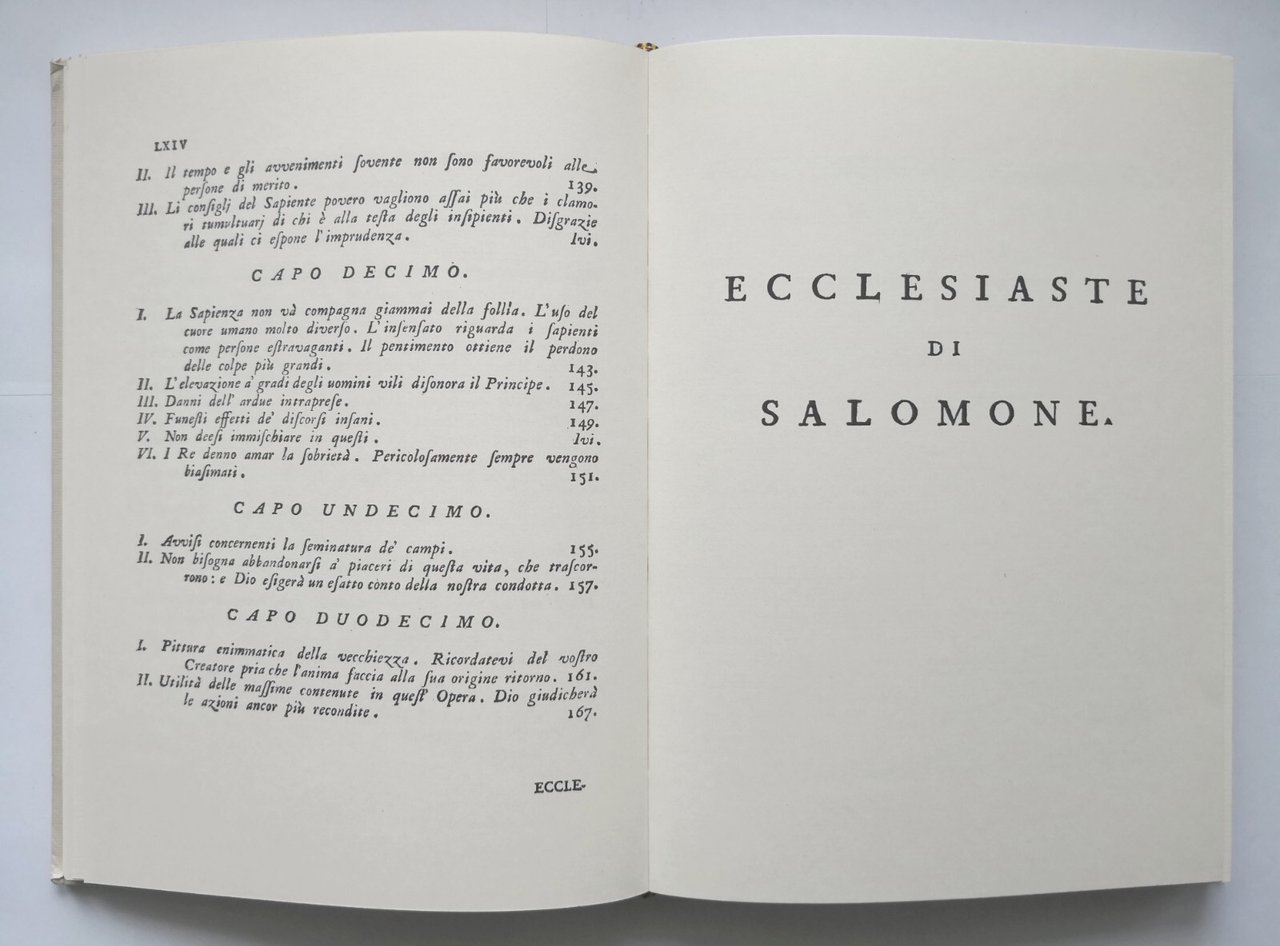 LXIV
II. Il tempo e gli avvenimenti ſovente non ſono favorevoli alle
perſone di merito. 139.
III. Li conſiglj del Sapiente povero vagliono aſſai più che i clamo-
ri tumultuarj di chi è alla teſta degli inſipienti. Diſgrazie
alle quali ci eſpone l'imprudenza. Ivi.
CAPO DECIMO.
I. La Sapienza non và compagna giammai della follìa. L'uſo del
cuore umano molto diverſo. L'inſenſato riguarda i ſapienti
come perſone eſtravaganti. Il pentimento ottiene il perdono
delle colpe più grandi. 143.
II. L'elevazione a' gradi degli uomini vili diſonora il Principe. 145.
III. Danni dell' ardue intrapreſe. 147.
IV. Funeſti effetti de' diſcorſi inſani. 149.
V. Non deeſi immiſchiare in queſti. Ivi.
VI. I Re denno amar la ſobrietà. Pericoloſamente ſempre vengono
biaſimati. 151.
CAPO UNDECIMO.
I. Avviſi concernenti la ſeminatura de' campi. 155.
II. Non biſogna abbandonarſi a' piaceri di queſta vita, che traſcor-
rono: e Dio eſigerà un eſatto conto della noſtra condotta. 157.
CAPO DUODECIMO.
I. Pittura enimmatica della vecchiezza. Ricordatevi del voſtro
Creatore pria che l'anima faccia alla ſua origine ritorno. 161.
II. Utilità delle maſſime contenute in queſt' Opera. Dio giudicherà
le azioni ancor più recondite. 167.
ECCLE-
ECCLESIASTE
DI
SALOMONE.